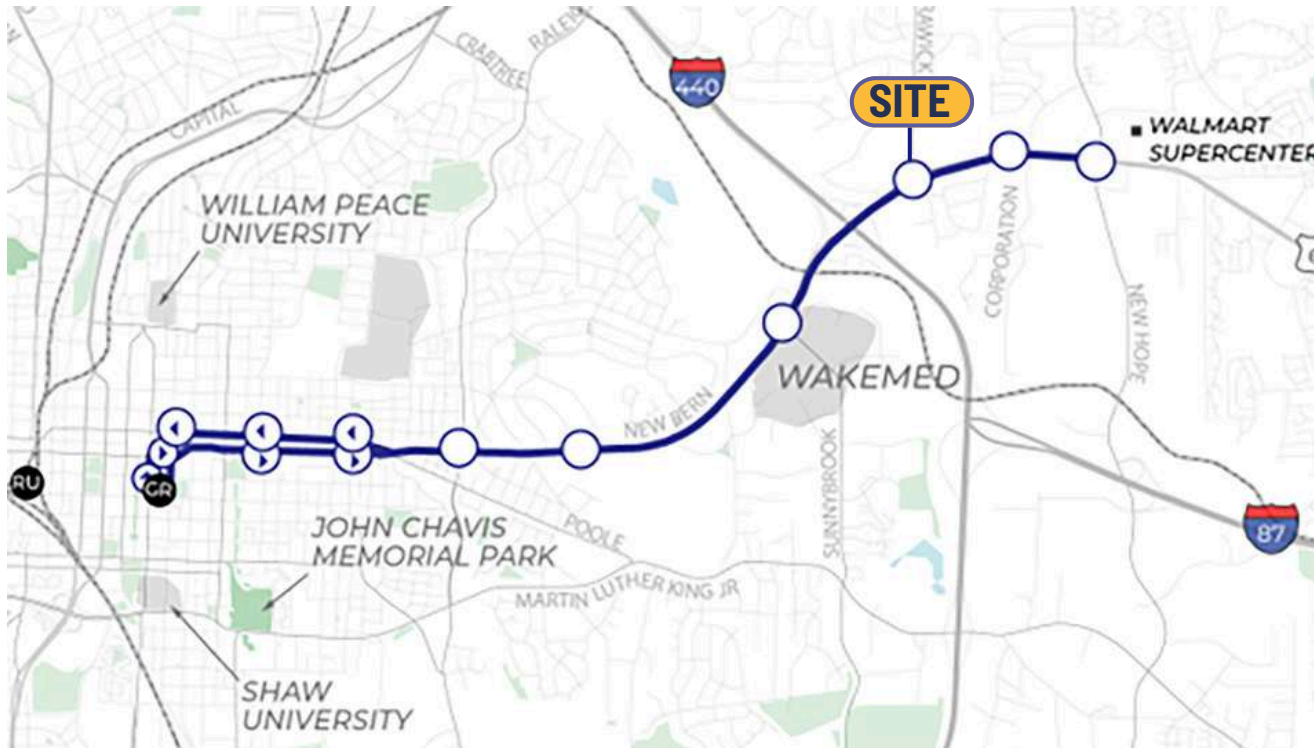 CRABTREE
RALEI
440
RAWICK
SITE
CAPITAL
WALMART
SUPERCENTER
WILLIAM PEACE
UNIVERSITY
CORPORATION
NEW HOPE
WAKEMED
NEW BERN
SUNNYBROOK
RU
GR
JOHN CHAVIS
MEMORIAL PARK
POOLE
87
MARTIN LUTHER KING JR
SHAW
UNIVERSITY